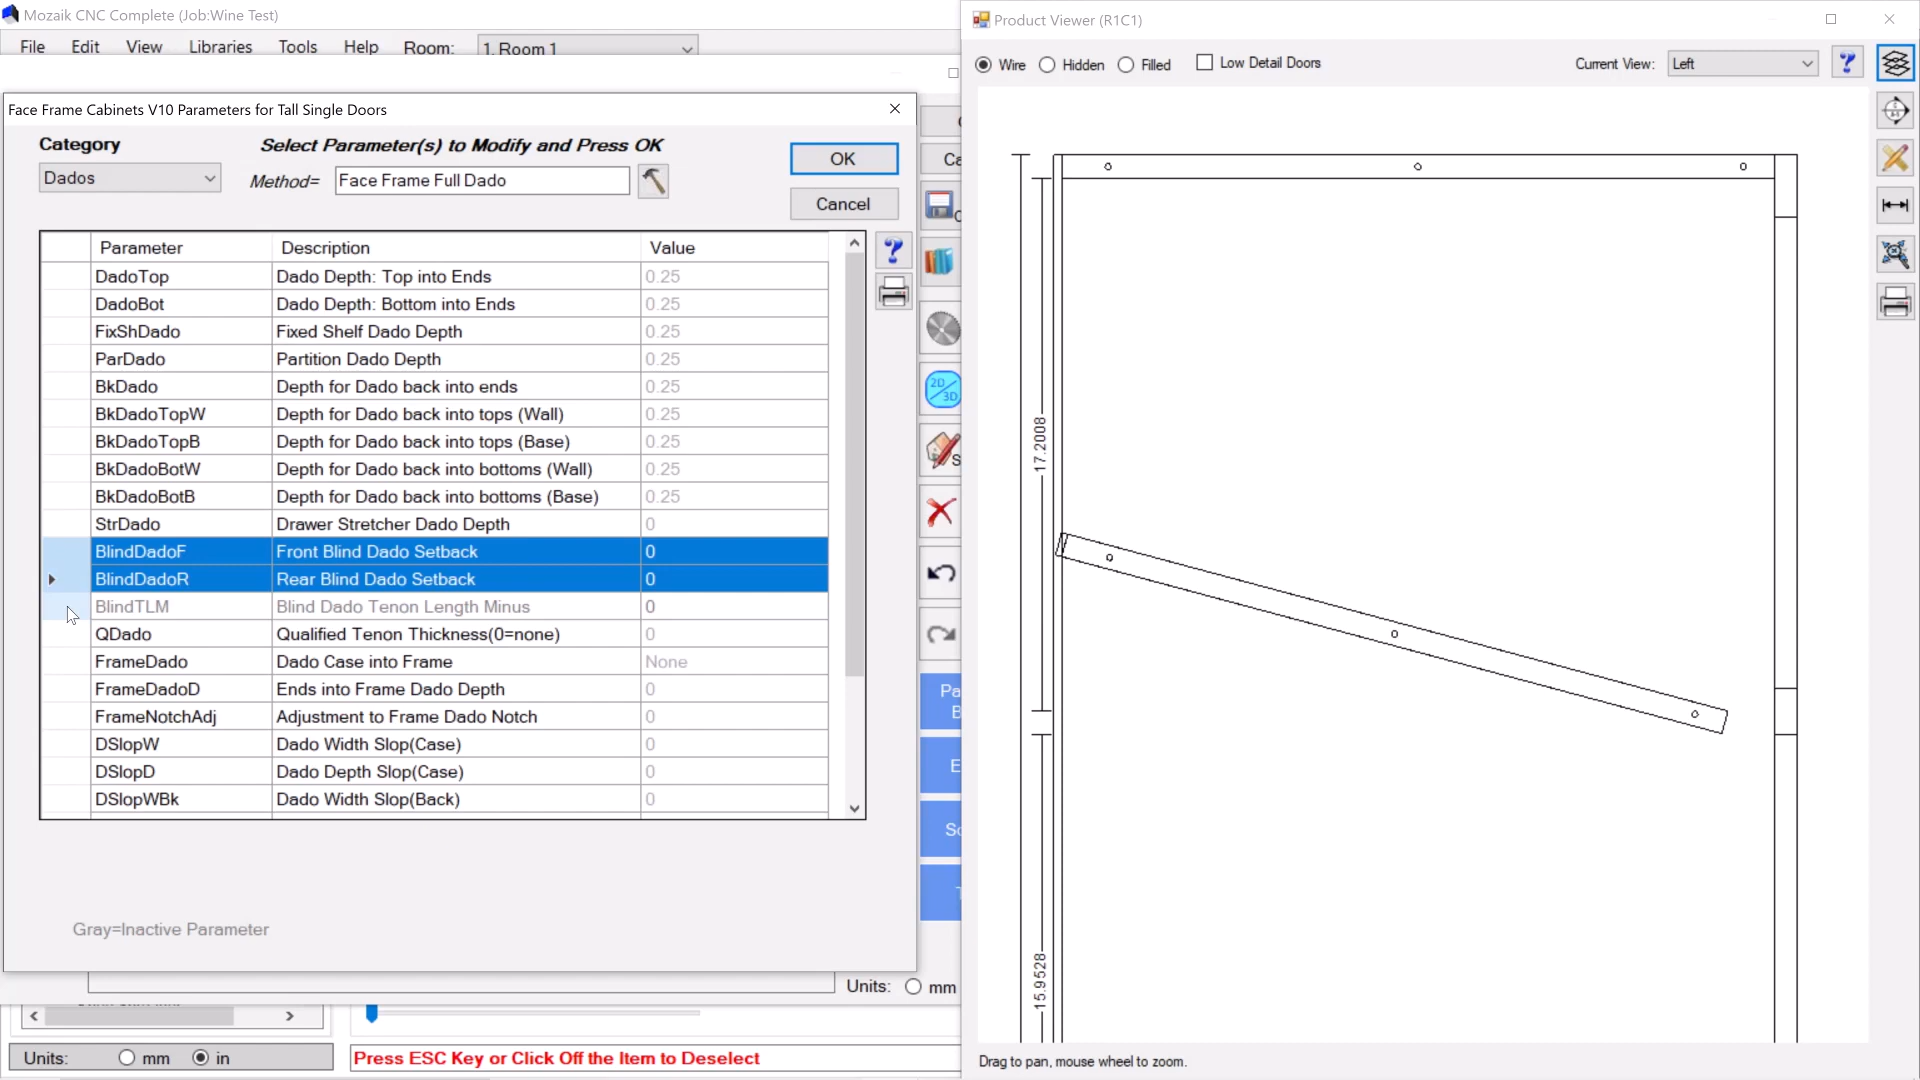 Mozaik CNC Complete (Job:Wine Test)
File Edit View Libraries Tools Help Room: 1. Room 1
Face Frame Cabinets V10 Parameters for Tall Single Doors
Category
Dados
Select Parameter(s) to Modify and Press OK
Method= Face Frame Full Dado
OK
Cancel
Parameter Description Value
DadoTop Dado Depth: Top into Ends 0.25
DadoBot Dado Depth: Bottom into Ends 0.25
FixShDado Fixed Shelf Dado Depth 0.25
ParDado Partition Dado Depth 0.25
BkDado Depth for Dado back into ends 0.25
BkDadoTopW Depth for Dado back into tops (Wall) 0.25
BkDadoTopB Depth for Dado back into tops (Base) 0.25
BkDadoBotW Depth for Dado back into bottoms (Wall) 0.25
BkDadoBotB Depth for Dado back into bottoms (Base) 0.25
StrDado Drawer Stretcher Dado Depth 0
BlindDadoF Front Blind Dado Setback 0
BlindDadoR Rear Blind Dado Setback 0
BlindTLM Blind Dado Tenon Length Minus 0
QDado Qualified Tenon Thickness(0=none) 0
FrameDado Dado Case into Frame None
FrameDadoD Ends into Frame Dado Depth 0
FrameNotchAdj Adjustment to Frame Dado Notch 0
DSlopW Dado Width Slop(Case) 0
DSlopD Dado Depth Slop(Case) 0
DSlopWBk Dado Width Slop(Back) 0
Gray=Inactive Parameter
Ca
2D
3D
Pa
B
E
So
Units: mm
Units: mm in
Press ESC Key or Click Off the Item to Deselect
Product Viewer (R1C1)
Wire Hidden Filled Low Detail Doors Current View: Left
17.2008
15.9528
Drag to pan, mouse wheel to zoom.